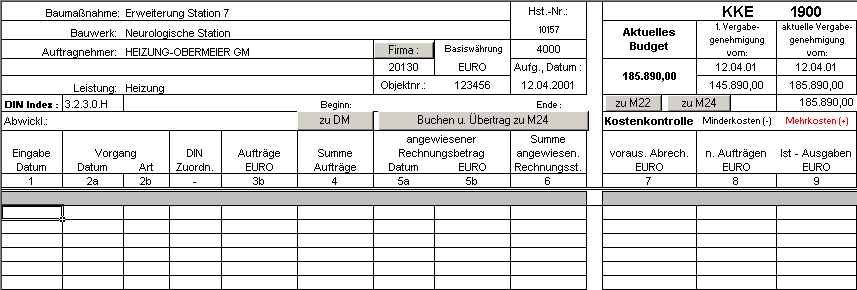 Baumaßnahme: Erweiterung Station 7 Hst.-Nr.: KKE 1900
10157
Bauwerk: Neurologische Station
Aktuelles Budget 1. Vergabe-genehmigung vom: aktuelle Vergabe-genehmigung vom:
Auftragnehmer: HEIZUNG-OBERMEIER GM Firma : Basiswährung 4000
20130 EURO Aufg., Datum : 12.04.01 12.04.01
Leistung: Heizung Objektnr.: 123456 12.04.2001 185.890,00 145.890,00 185.890,00
DIN Index : 3.2.3.0.H Beginn: Ende : zu M22 zu M24 185.890,00
Abwickl.: zu DM Buchen u. Übertrag zu M24 Kostenkontrolle Minderkosten (-) Mehrkosten (+)
Eingabe Datum Vorgang Datum Art DIN Zuordn. Aufträge EURO Summe Aufträge angewiesener Rechnungsbetrag Datum EURO Summe angewiesen. Rechnungsst. voraus. Abrech. EURO n. Aufträgen EURO Ist - Ausgaben EURO
1 2a 2b - 3b 4 5a 5b 6 7 8 9